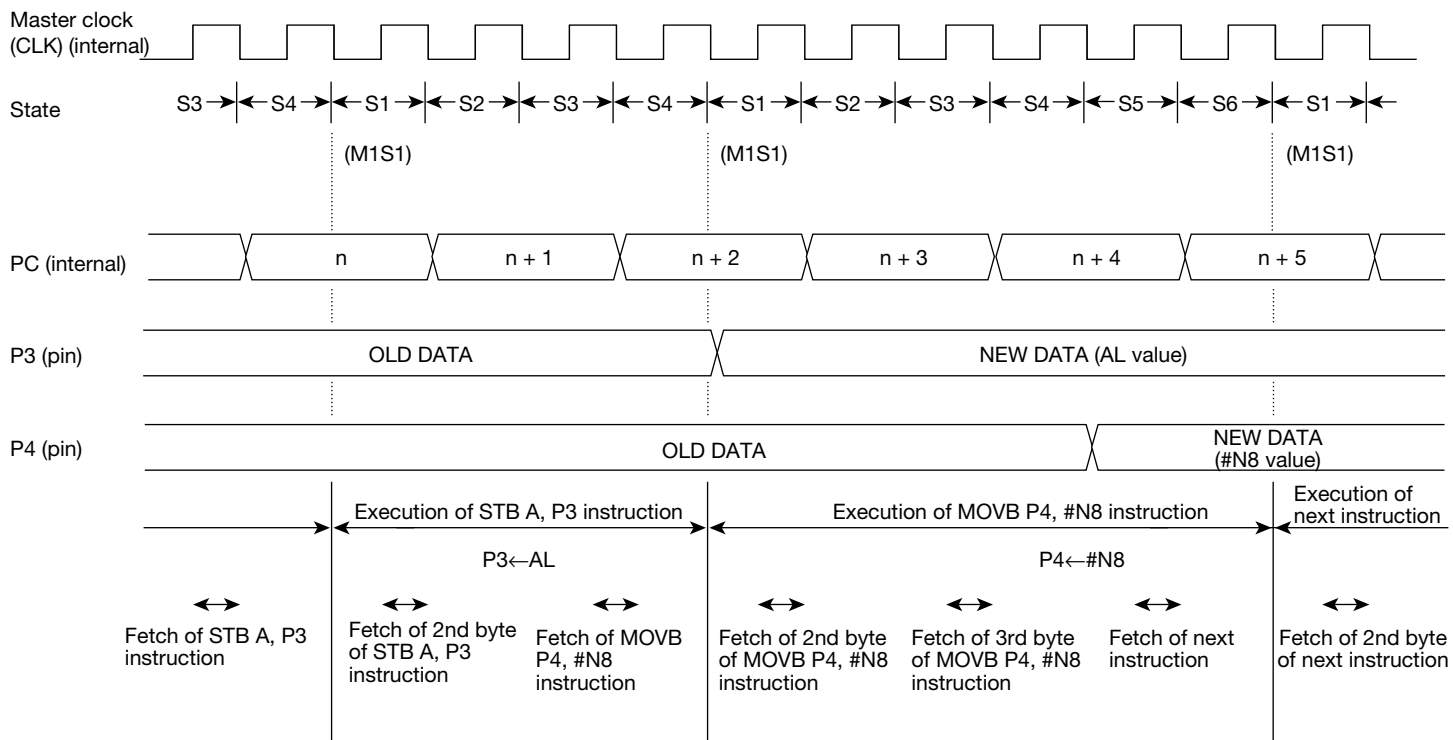 Master clock
(CLK) (internal)
State
S3 S4 S1 S2 S3 S4 S1 S2 S3 S4 S5 S6 S1
(M1S1) (M1S1) (M1S1)
PC (internal)
n n + 1 n + 2 n + 3 n + 4 n + 5
P3 (pin)
OLD DATA NEW DATA (AL value)
P4 (pin)
OLD DATA
NEW DATA
(#N8 value)
Execution of STB A, P3 instruction
Execution of MOVB P4, #N8 instruction
Execution of
next instruction
P3←AL P4←#N8
Fetch of STB A, P3
instruction
Fetch of 2nd byte
of STB A, P3
instruction
Fetch of MOVB
P4, #N8
instruction
Fetch of 2nd byte
of MOVB P4, #N8
instruction
Fetch of 3rd byte
of MOVB P4, #N8
instruction
Fetch of next
instruction
Fetch of 2nd byte
of next instruction